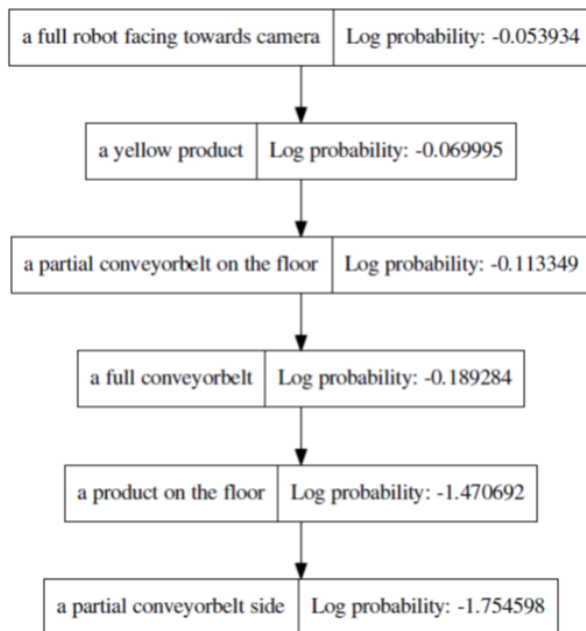 a full robot facing towards camera Log probability: -0.053934
a yellow product Log probability: -0.069995
a partial conveyorbelt on the floor Log probability: -0.113349
a full conveyorbelt Log probability: -0.189284
a product on the floor Log probability: -1.470692
a partial conveyorbelt side Log probability: -1.754598